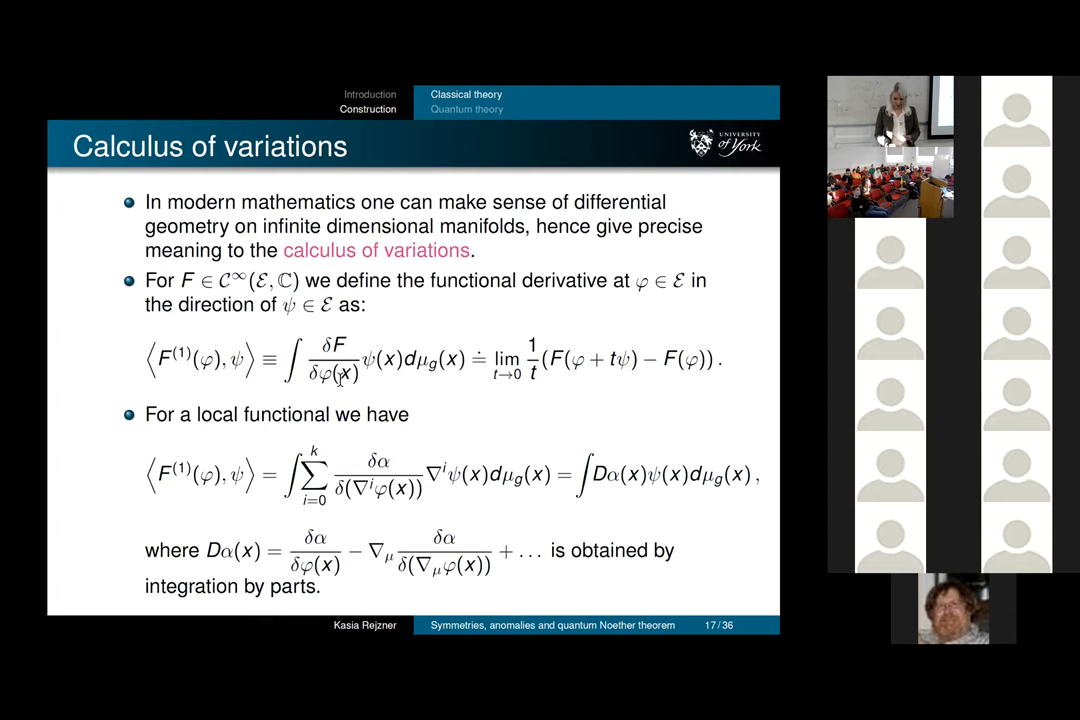 Introduction
Construction
Classical theory
Quantum theory
Calculus of variations
UNIVERSITY
of York
In modern mathematics one can make sense of differential
geometry on infinite dimensional manifolds, hence give precise
meaning to the calculus of variations.
For F ∈ 𝒞^∞(ℰ, ℂ) we define the functional derivative at φ ∈ ℰ in
the direction of ψ ∈ ℰ as:
⟨F^(1)(φ), ψ⟩ ≡ ∫ δF/δφ(x) ψ(x)dμ_g(x) ≐ lim_{t→0} 1/t (F(φ + tψ) − F(φ)) .
For a local functional we have
⟨F^(1)(φ), ψ⟩ = ∫ ∑_{i=0}^{k} δα/δ(∇^i φ(x)) ∇^i ψ(x)dμ_g(x) = ∫ Dα(x)ψ(x)dμ_g(x) ,
where Dα(x) = δα/δφ(x) − ∇_μ δα/δ(∇_μ φ(x)) + … is obtained by
integration by parts.
Kasia Rejzner
Symmetries, anomalies and quantum Noether theorem
17 / 36